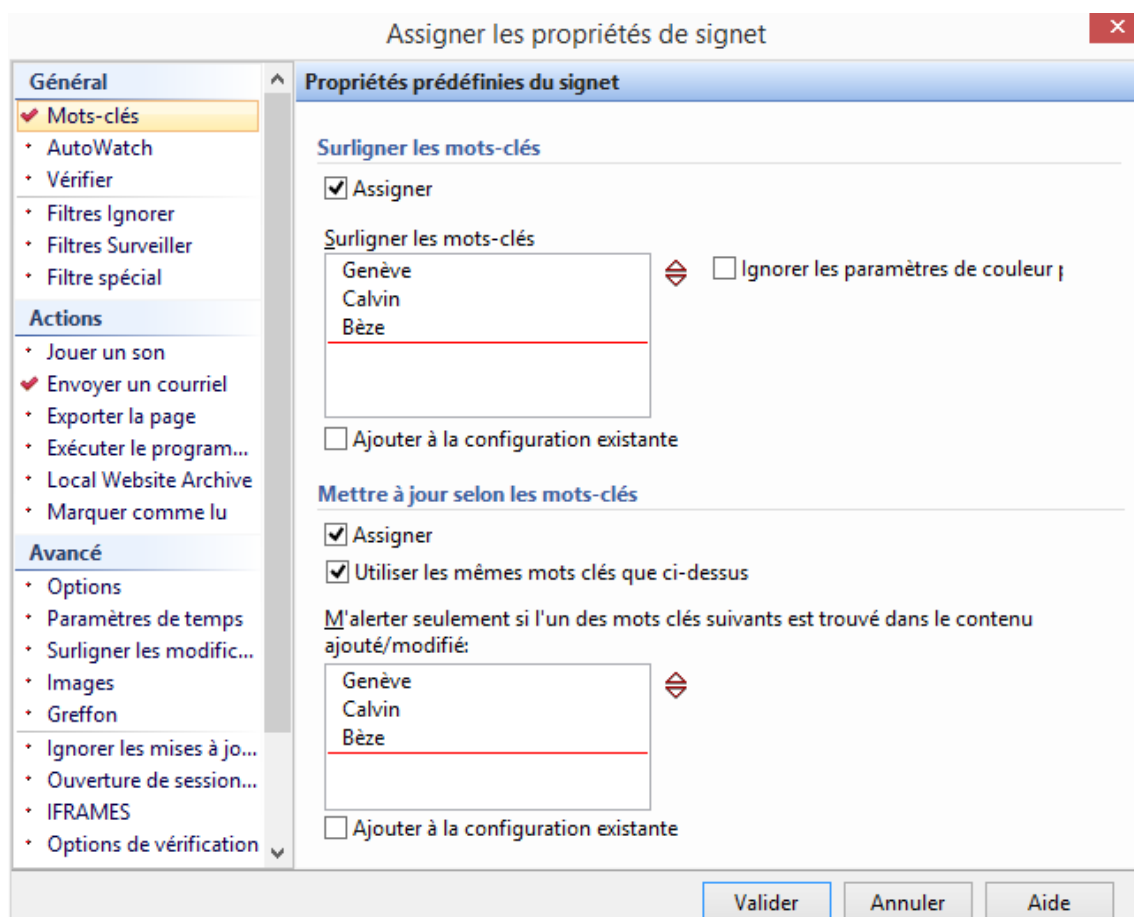 Assigner les propriétés de signet
Général
Mots-clés
AutoWatch
Vérifier
Filtres Ignorer
Filtres Surveiller
Filtre spécial
Actions
Jouer un son
Envoyer un courriel
Exporter la page
Exécuter le program...
Local Website Archive
Marquer comme lu
Avancé
Options
Paramètres de temps
Surligner les modific...
Images
Greffon
Ignorer les mises à jo...
Ouverture de session...
IFRAMES
Options de vérification
Propriétés prédéfinies du signet
Surligner les mots-clés
Assigner
Surligner les mots-clés
Genève
Calvin
Bèze
Ignorer les paramètres de couleur
Ajouter à la configuration existante
Mettre à jour selon les mots-clés
Assigner
Utiliser les mêmes mots clés que ci-dessus
M'alerter seulement si l'un des mots clés suivants est trouvé dans le contenu
ajouté/modifié:
Genève
Calvin
Bèze
Ajouter à la configuration existante
Valider
Annuler
Aide